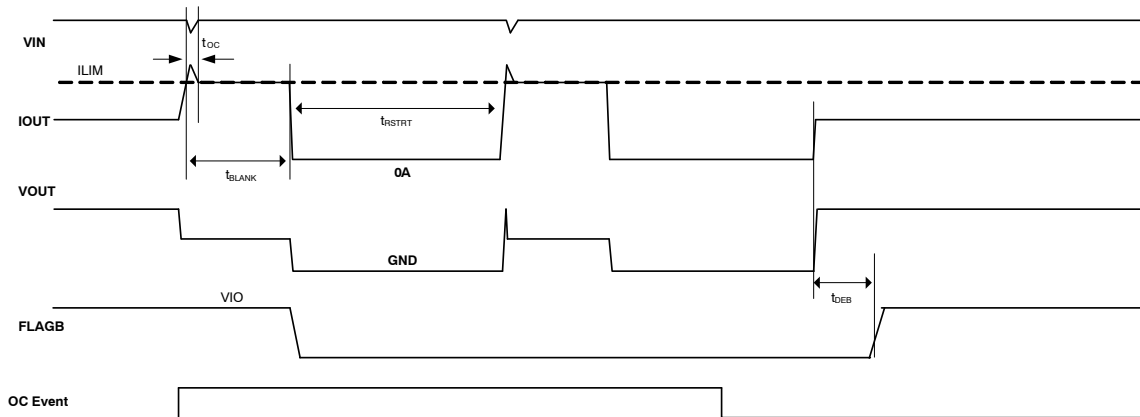 VIN
tOC
ILIM
IOUT
tRSTRT
tBLANK
0A
VOUT
GND
VIO
tDEB
FLAGB
OC Event